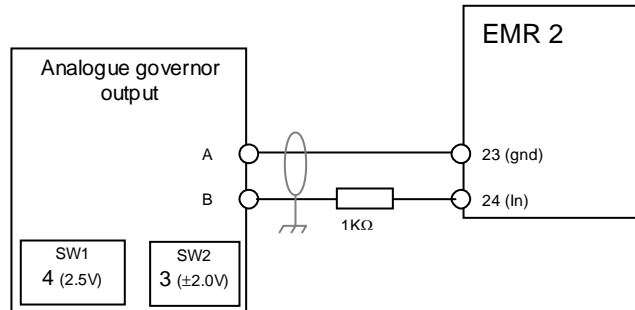 EMR 2
Analogue governor
output
A
23 (gnd)
B
24 (In)
1KΩ
SW1
4 (2.5V)
SW2
3 (±2.0V)